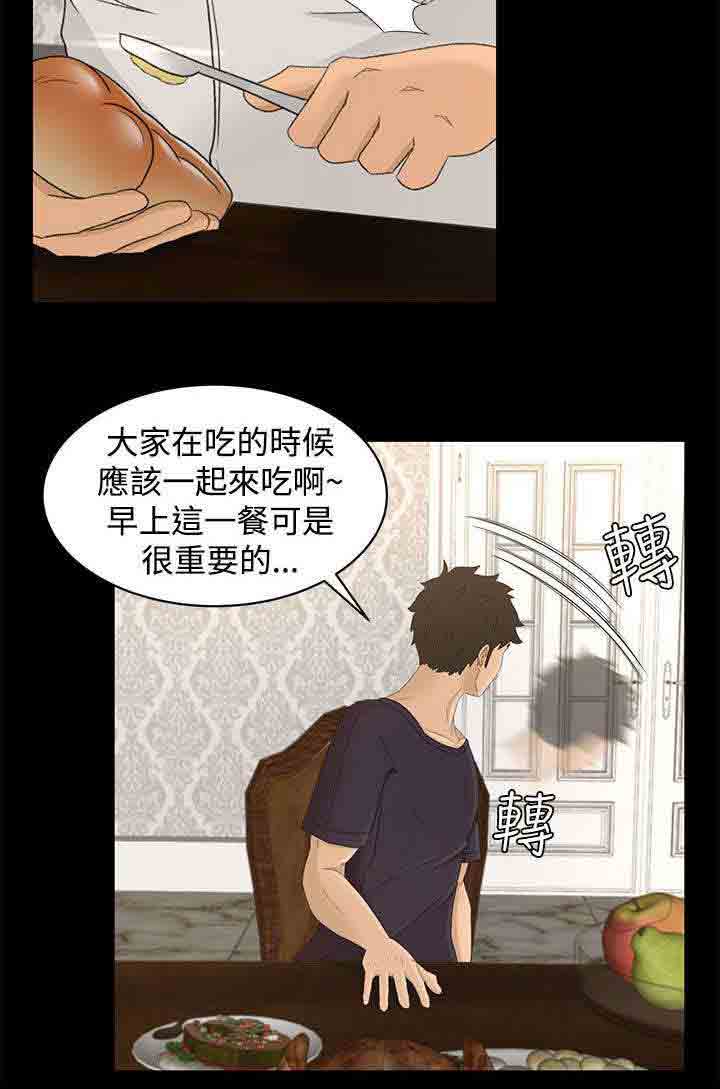 大家在吃的時候
應該一起來吃啊~
早上這一餐可是
很重要的...
轉
轉